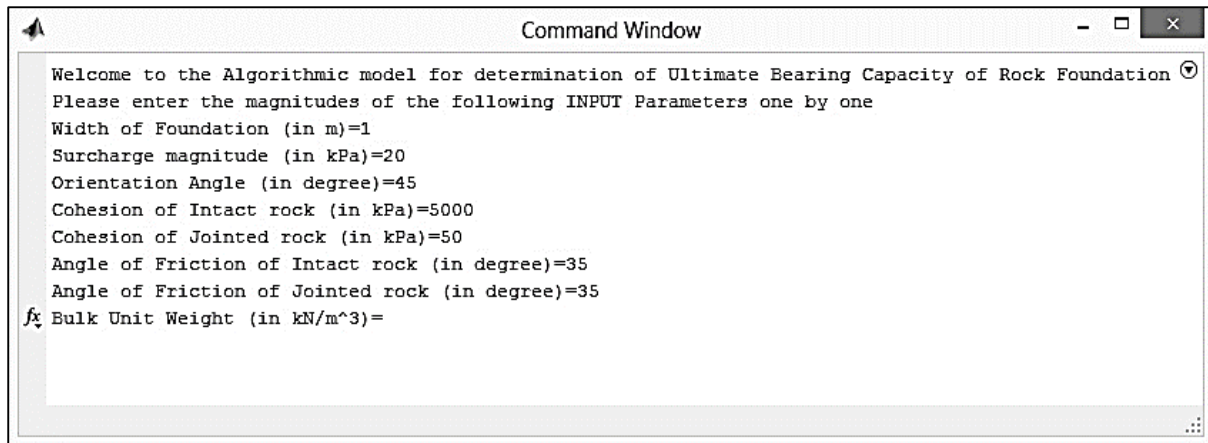 Command Window
Welcome to the Algorithmic model for determination of Ultimate Bearing Capacity of Rock Foundation
Please enter the magnitudes of the following INPUT Parameters one by one
Width of Foundation (in m)=1
Surcharge magnitude (in kPa)=20
Orientation Angle (in degree)=45
Cohesion of Intact rock (in kPa)=5000
Cohesion of Jointed rock (in kPa)=50
Angle of Friction of Intact rock (in degree)=35
Angle of Friction of Jointed rock (in degree)=35
fx Bulk Unit Weight (in kN/m^3)=